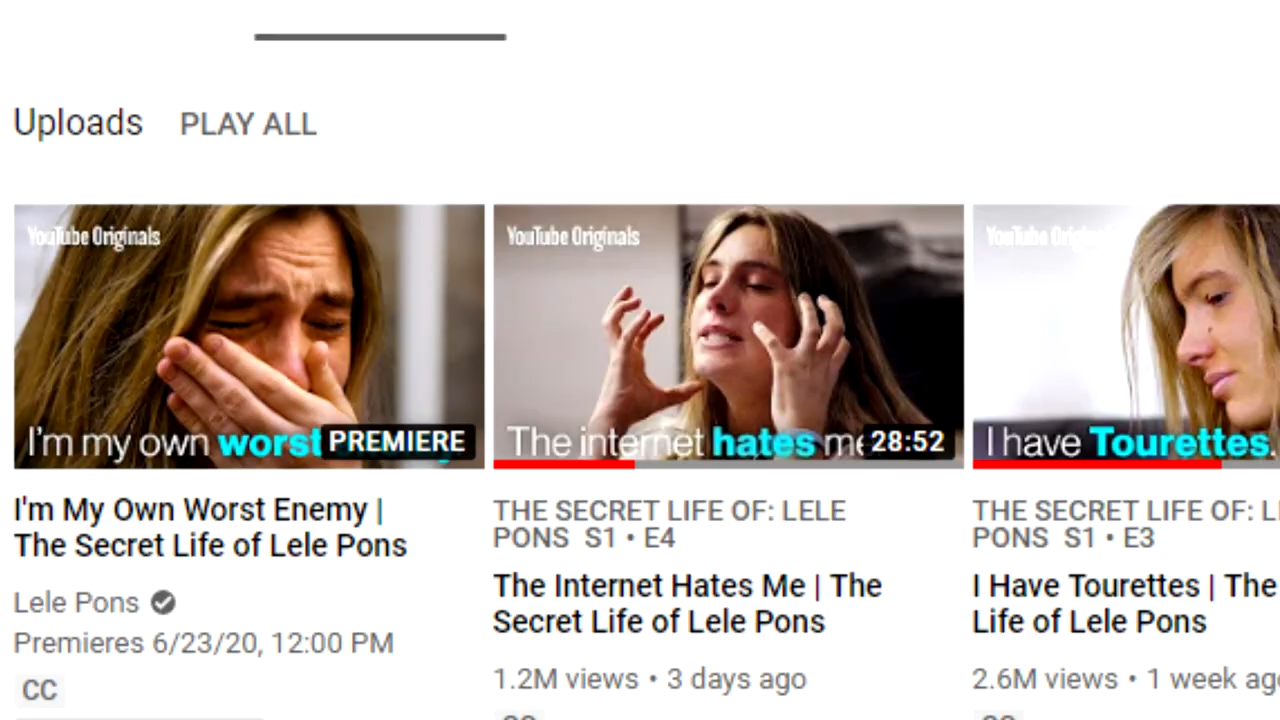 Uploads PLAY ALL
YouTube Originals
I'm my own worst
PREMIERE
I'm My Own Worst Enemy |
The Secret Life of Lele Pons
Lele Pons
Premieres 6/23/20, 12:00 PM
CC
YouTube Originals
The internet hates me
28:52
THE SECRET LIFE OF: LELE
PONS S1 • E4
The Internet Hates Me | The
Secret Life of Lele Pons
1.2M views • 3 days ago
YouTube
I have Tourettes.
THE SECRET LIFE OF:
PONS S1 • E3
I Have Tourettes | The
Life of Lele Pons
2.6M views • 1 week